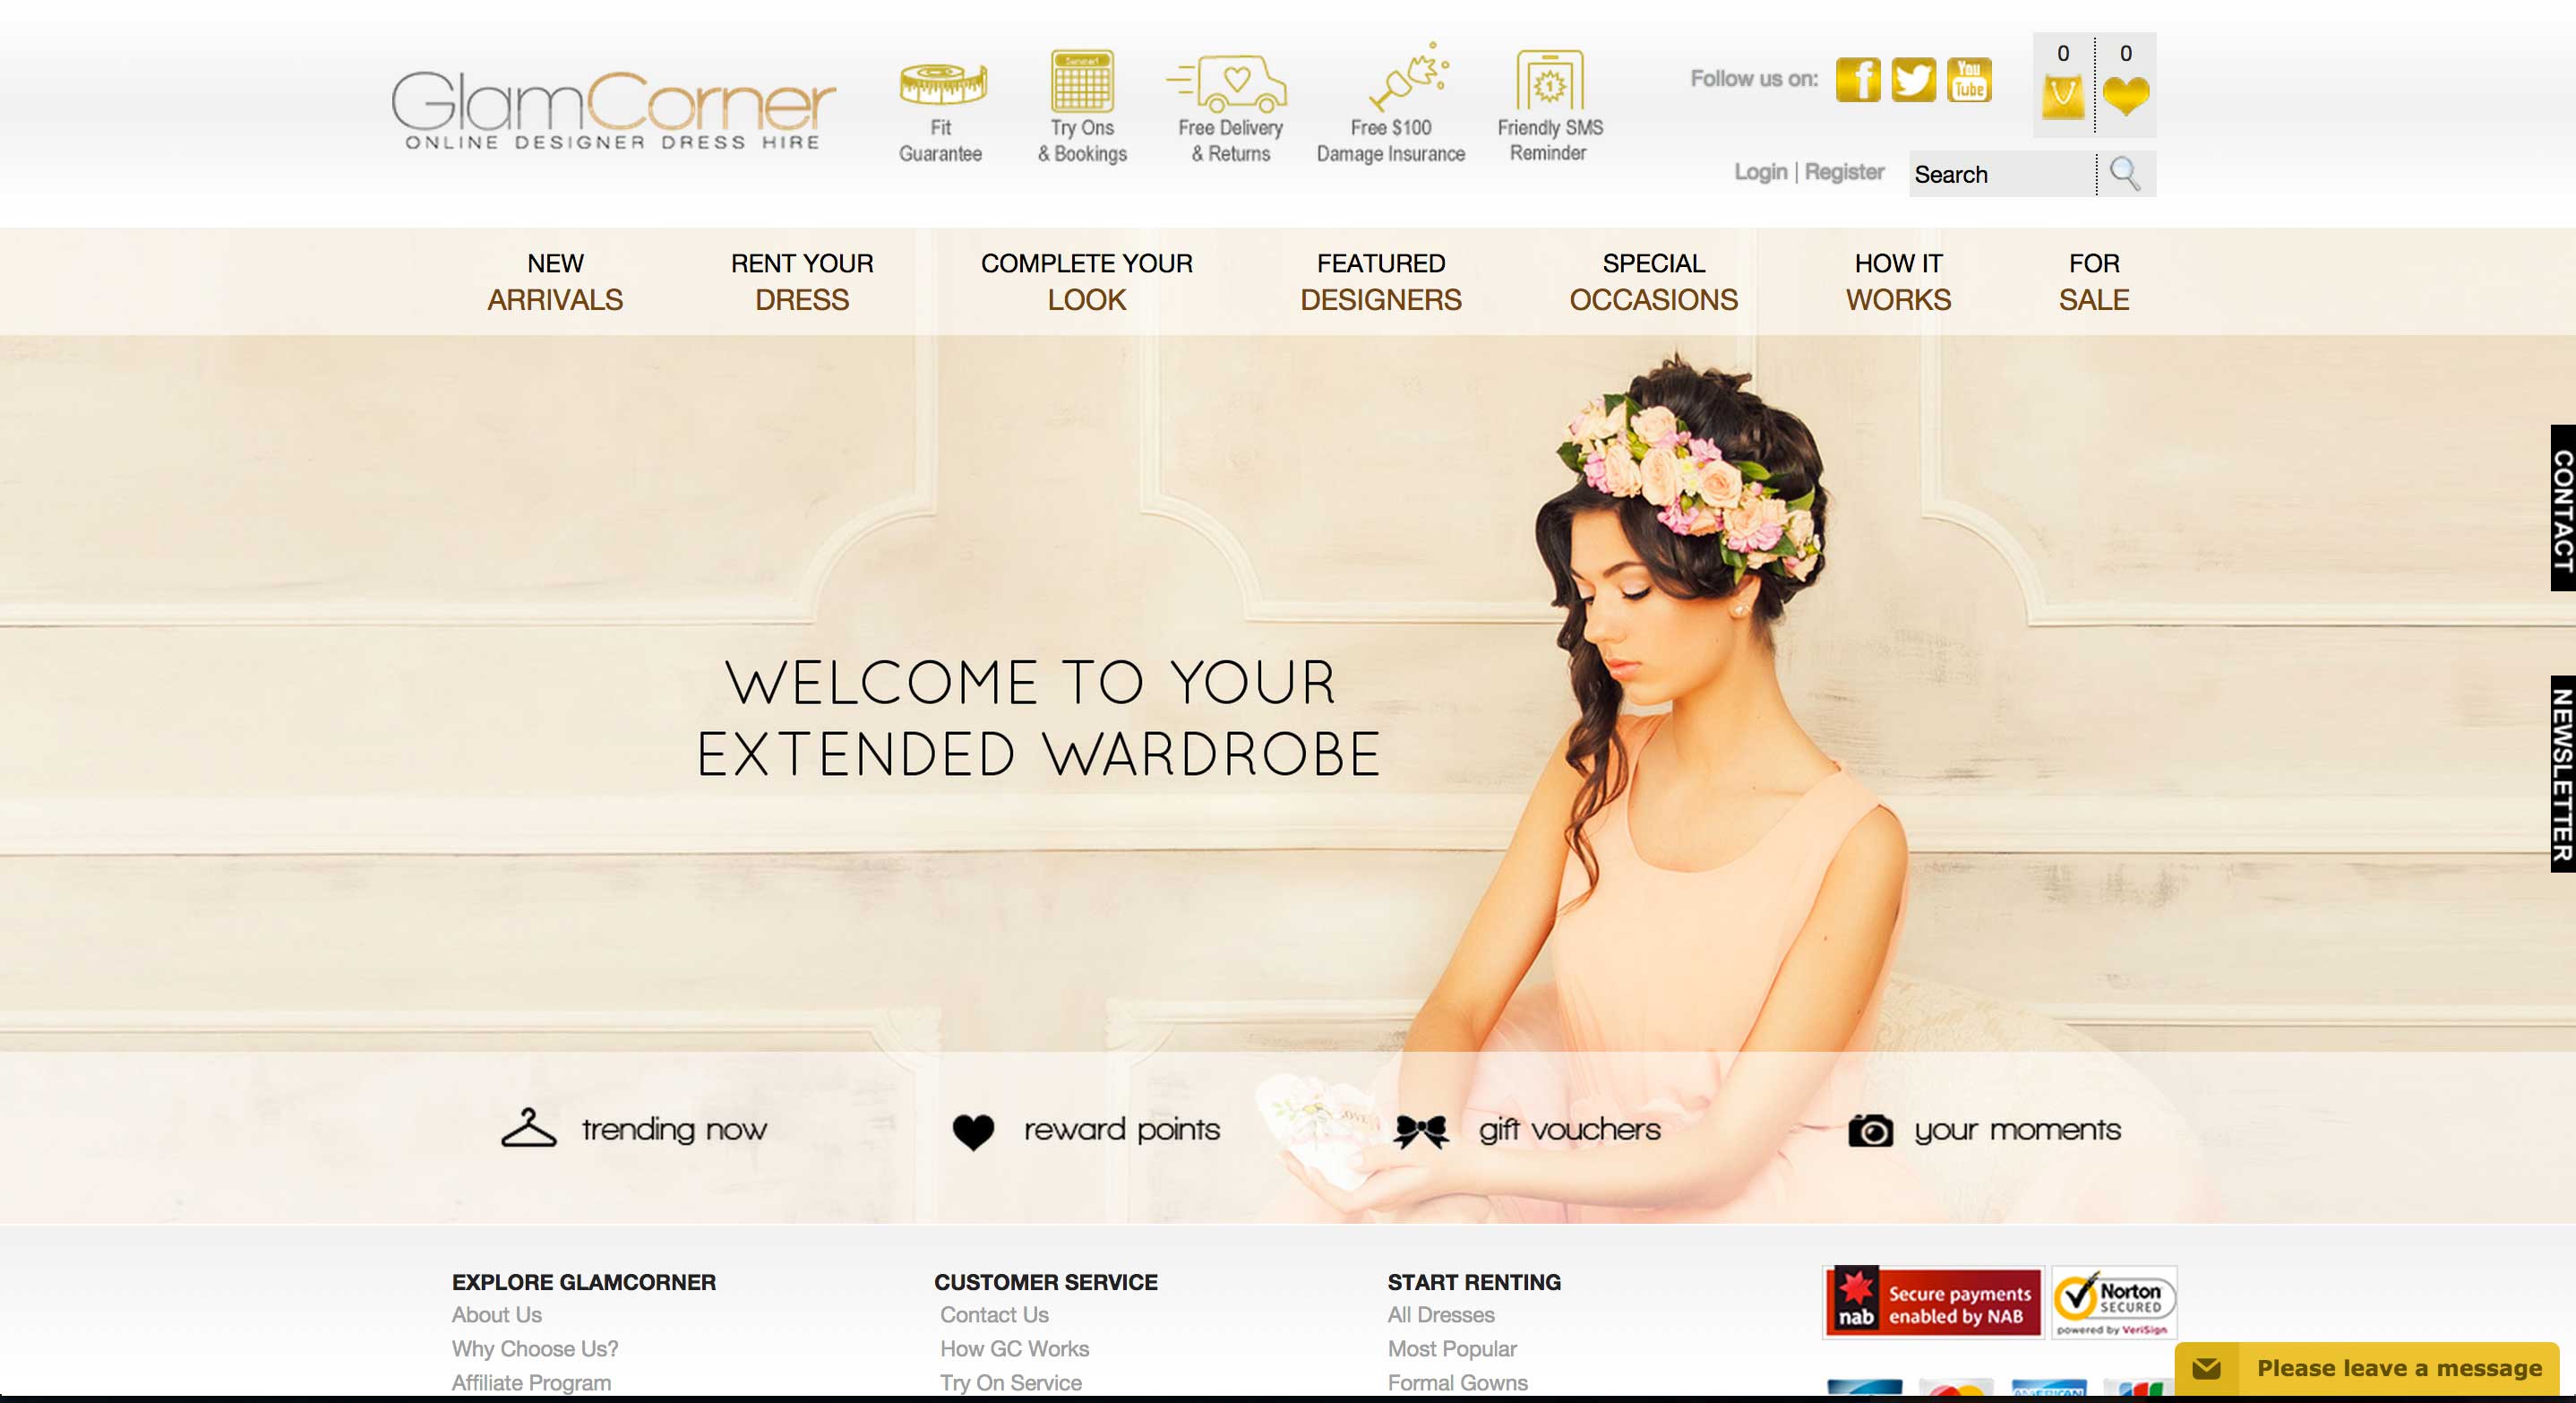 GlamCorner
ONLINE DESIGNER DRESS HIRE
Fit
Guarantee
Summer!
Try Ons
& Bookings
Free Delivery
& Returns
Free $100
Damage Insurance
1
Friendly SMS
Reminder
Follow us on:
f
You
Tube
0
0
Login | Register
Search
NEW
ARRIVALS
RENT YOUR
DRESS
COMPLETE YOUR
LOOK
FEATURED
DESIGNERS
SPECIAL
OCCASIONS
HOW IT
WORKS
FOR
SALE
CONTACT
NEWSLETTER
WELCOME TO YOUR
EXTENDED WARDROBE
trending now
reward points
gift vouchers
your moments
EXPLORE GLAMCORNER
About Us
Why Choose Us?
Affiliate Program
CUSTOMER SERVICE
Contact Us
How GC Works
Try On Service
START RENTING
All Dresses
Most Popular
Formal Gowns
nab
Secure payments
enabled by NAB
Norton
SECURED
powered by VeriSign
AMERICAN
Please leave a message